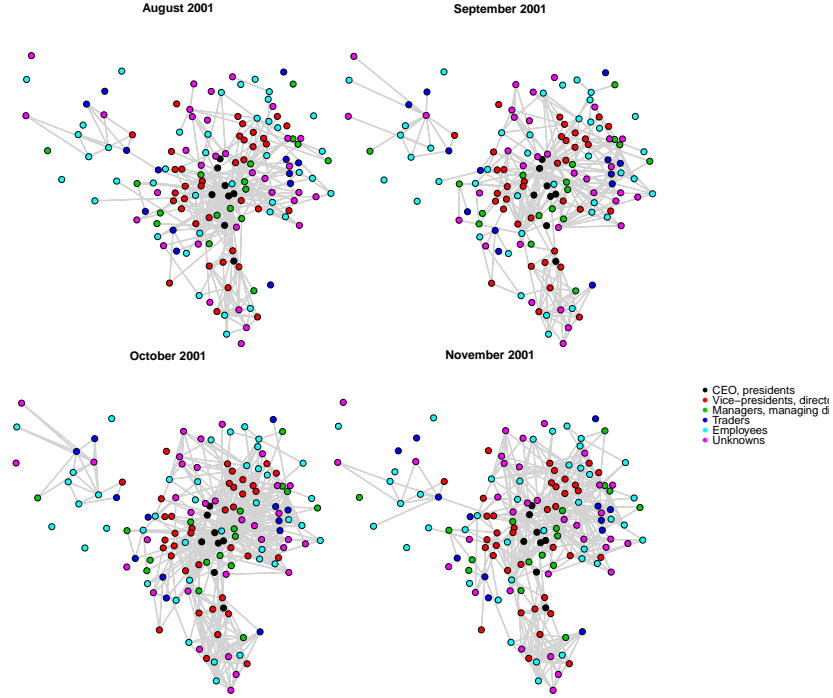 August 2001
September 2001
October 2001
November 2001
CEO, presidents
Vice−presidents, directo
Managers, managing di
Traders
Employees
Unknowns